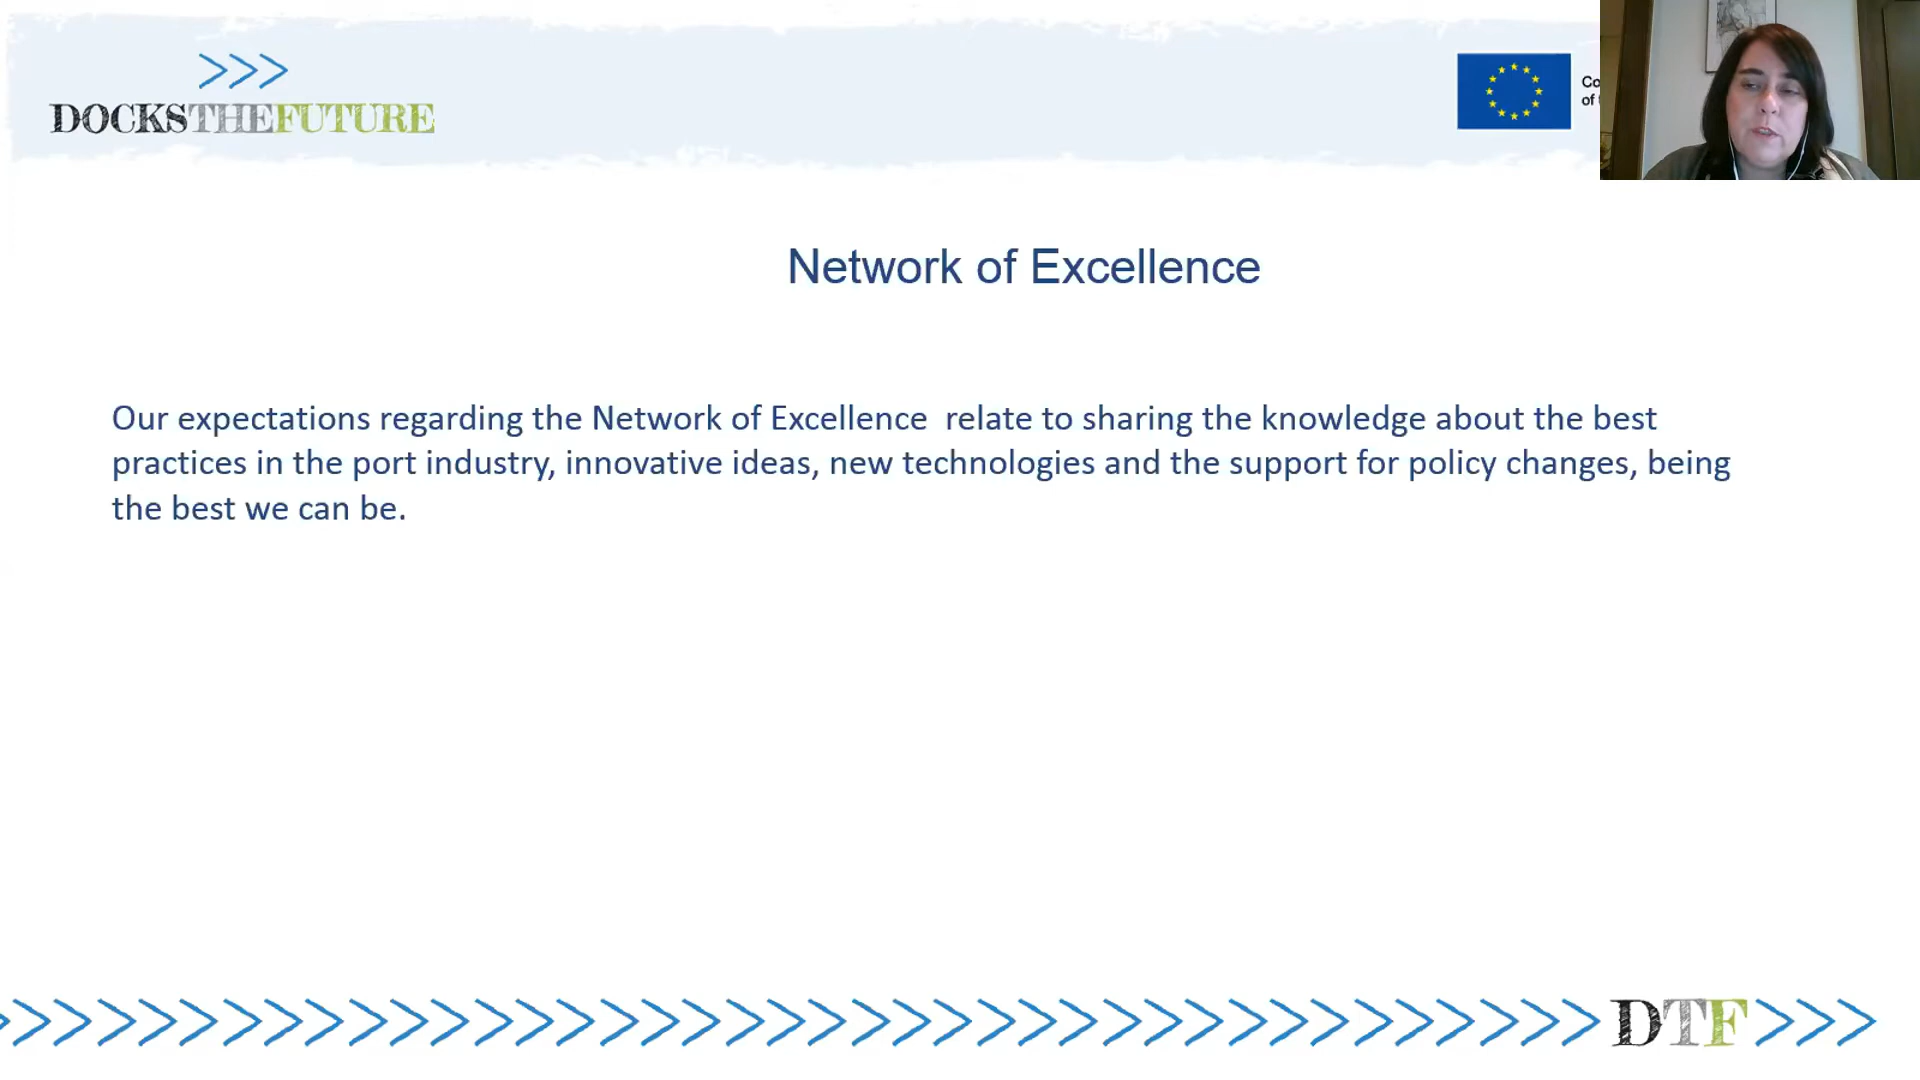 DOCKSTHEFUTURE
Co
of
Network of Excellence
Our expectations regarding the Network of Excellence relate to sharing the knowledge about the best
practices in the port industry, innovative ideas, new technologies and the support for policy changes, being
the best we can be.
DTF